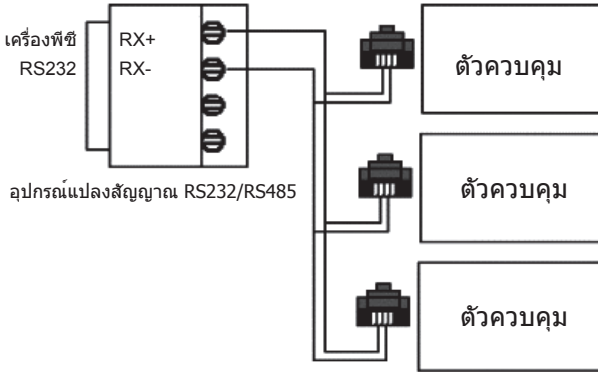 เครื่องพีซี
RS232
RX+
RX-
อุปกรณ์แปลงสัญญาณ RS232/RS485
ตัวควบคุม
ตัวควบคุม
ตัวควบคุม